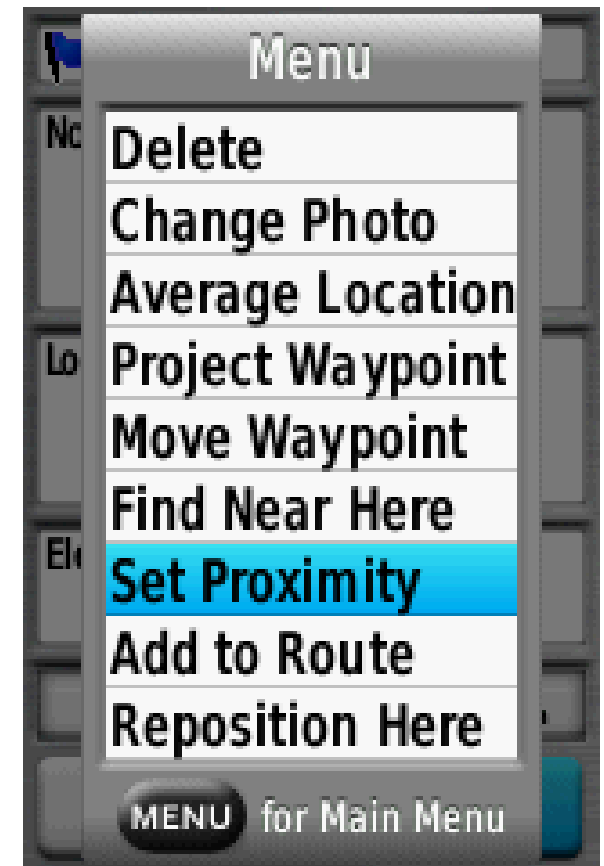 Menu
Delete
Change Photo
Average Location
Project Waypoint
Move Waypoint
Find Near Here
Set Proximity
Add to Route
Reposition Here
MENU for Main Menu